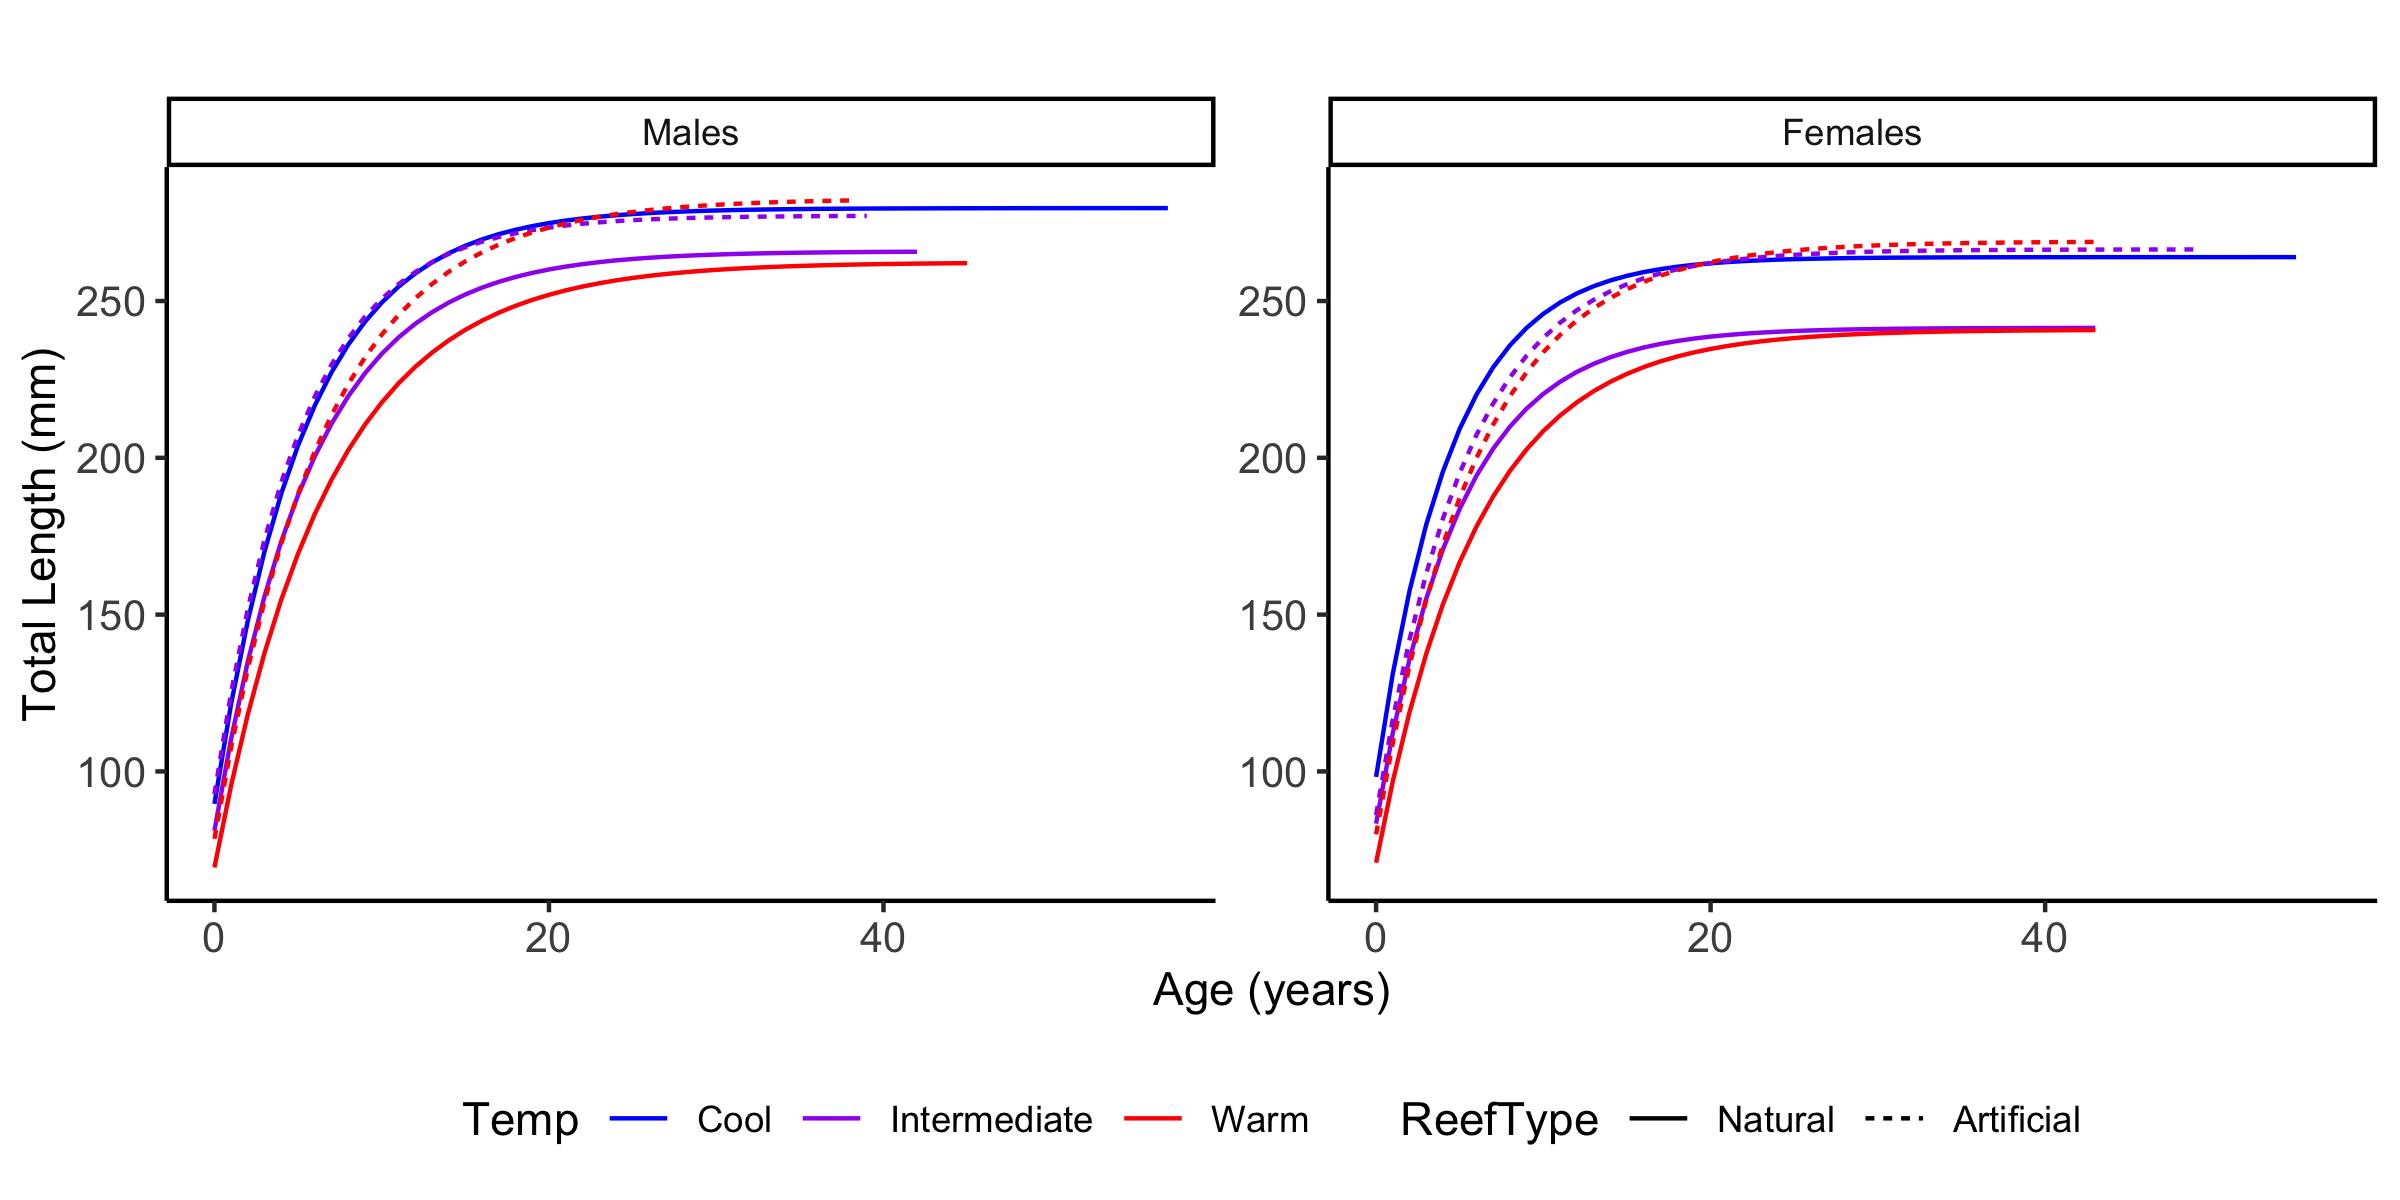 Males
Females
Total Length (mm)
250
200
150
100
250
200
150
100
0 20 40
0 20 40
Age (years)
Temp Cool Intermediate Warm ReefType Natural Artificial